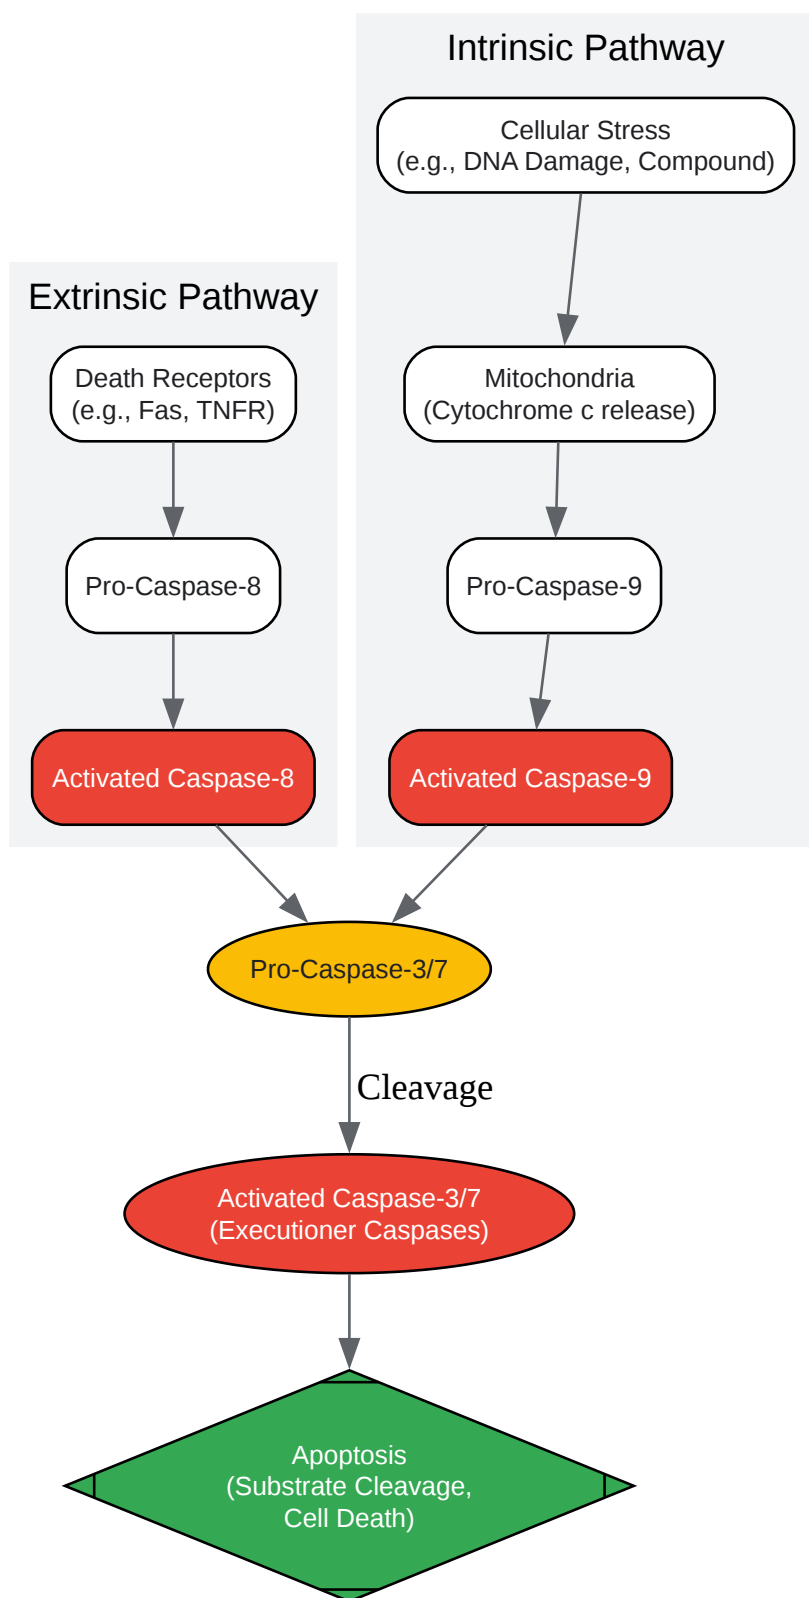 Intrinsic Pathway
Cellular Stress
(e.g., DNA Damage, Compound)
Extrinsic Pathway
Death Receptors
(e.g., Fas, TNFR)
Mitochondria
(Cytochrome c release)
Pro-Caspase-8
Pro-Caspase-9
Activated Caspase-8
Activated Caspase-9
Pro-Caspase-3/7
Cleavage
Activated Caspase-3/7
(Executioner Caspases)
Apoptosis
(Substrate Cleavage,
Cell Death)